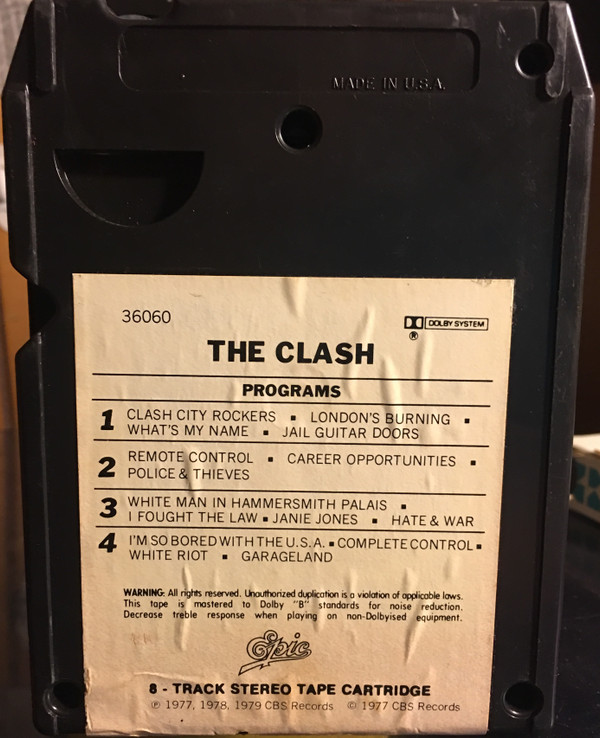 MADE IN U.S.A.
36060
DOLBY SYSTEM
®
THE CLASH
PROGRAMS
1 CLASH CITY ROCKERS ▪ LONDON'S BURNING ▪
WHAT'S MY NAME ▪ JAIL GUITAR DOORS
2 REMOTE CONTROL ▪ CAREER OPPORTUNITIES ▪
POLICE & THIEVES
3 WHITE MAN IN HAMMERSMITH PALAIS ▪
I FOUGHT THE LAW ▪ JANIE JONES ▪ HATE & WAR
4 I'M SO BORED WITH THE U.S.A. ▪ COMPLETE CONTROL ▪
WHITE RIOT ▪ GARAGELAND
WARNING: All rights reserved. Unauthorized duplication is a violation of applicable laws.
This tape is mastered to Dolby "B" standards for noise reduction.
Decrease treble response when playing on non-Dolbyised equipment.
Epic
8 - TRACK STEREO TAPE CARTRIDGE
℗ 1977, 1978, 1979 CBS Records © 1977 CBS Records